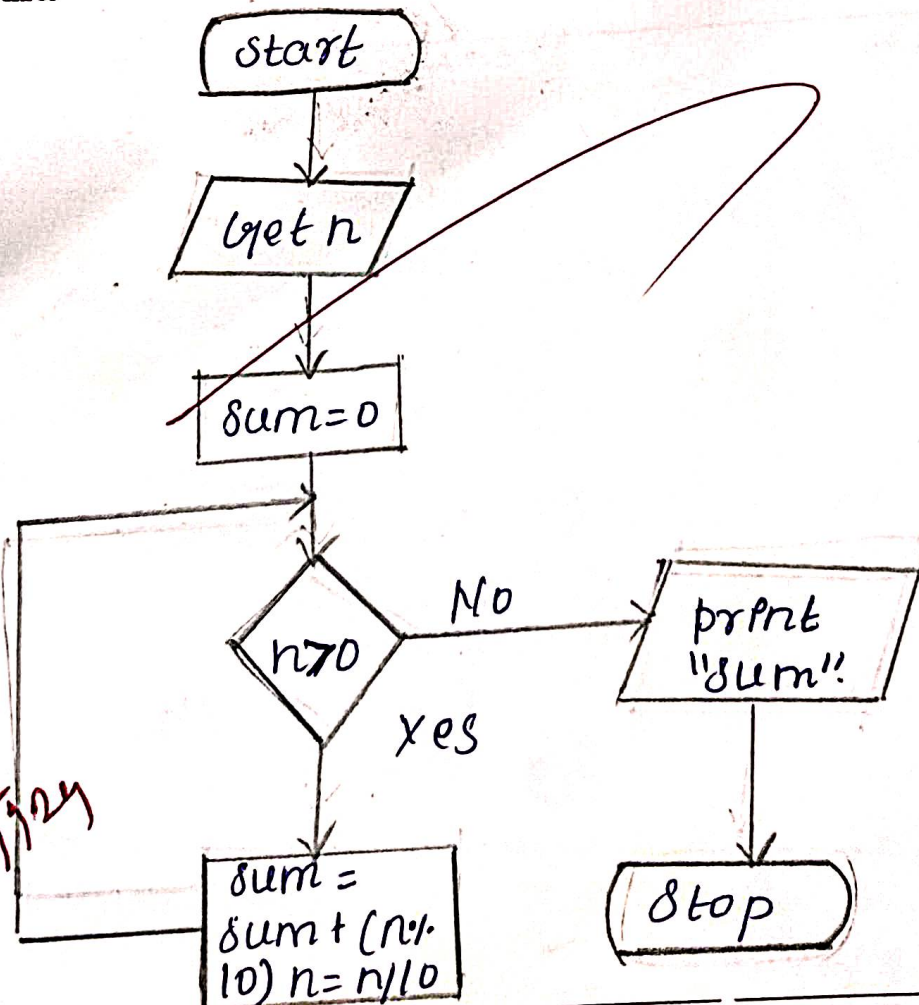 Start
Get n
sum=0
n>0
No
Yes
print
"sum".
Stop
sum =
sum + (n%
10) n = n//10